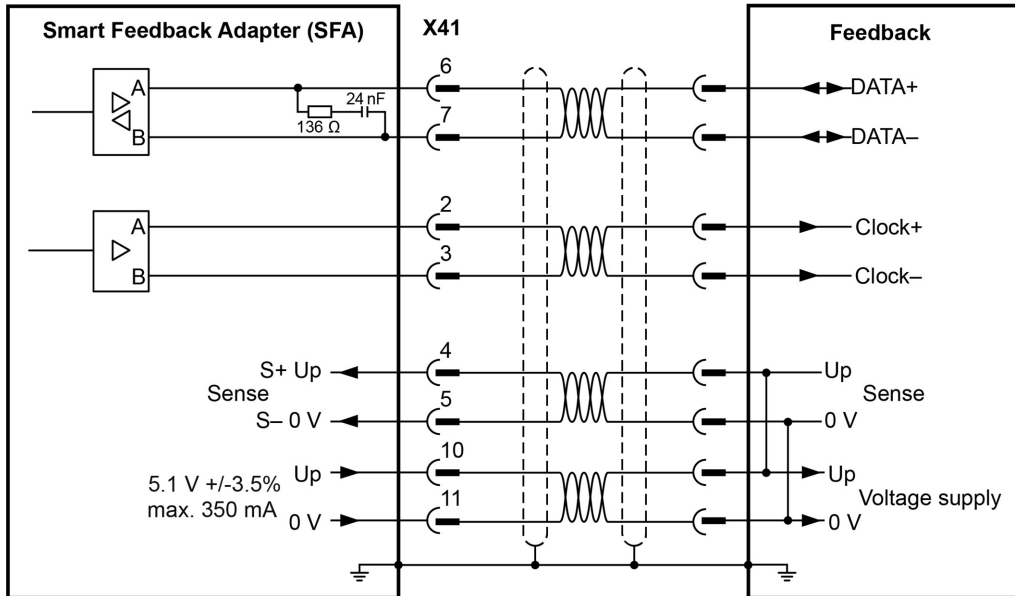 Smart Feedback Adapter (SFA)
X41
Feedback
A
B
24 nF
136 Ω
6
7
DATA+
DATA–
A
B
2
3
Clock+
Clock–
S+ Up
Sense
S– 0 V
4
5
Up
Sense
0 V
5.1 V +/-3.5%
max. 350 mA
Up
0 V
10
11
Up
Voltage supply
0 V